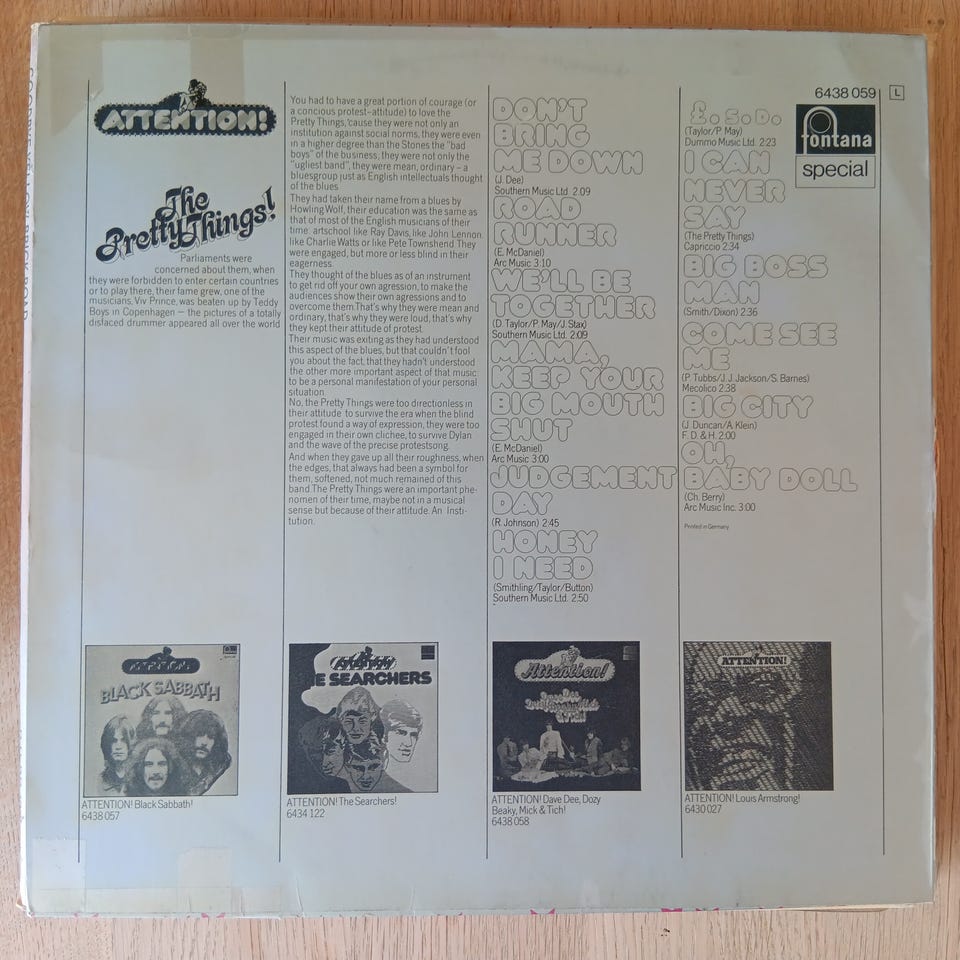 ATTENTION!
The
Pretty Things!
Parliaments were
concerned about them, when
they were forbidden to enter certain countries
or to play there, their fame grew, one of the
musicians, Viv Prince, was beaten up by Teddy
Boys in Copenhagen – the pictures of a totally
disfaced drummer appeared all over the world
You had to have a great portion of courage (or
a concious protest-attitude) to love the
Pretty Things, 'cause they were not only an
institution against social norms, they were even
in a higher degree than the Stones the "bad
boys" of the business; they were not only the
"ugliest band", they were mean, ordinary – a
bluesgroup just as English intellectuals thought
of the blues.
They had taken their name from a blues by
Howling Wolf, their education was the same as
that of most of the English musicians of their
time: artschool like Ray Davis, like John Lennon,
like Charlie Watts or like Pete Townshend. They
were engaged, but more or less blind in their
eagerness.
They thought of the blues as of an instrument
to get rid off your own agression, to make the
audiences show their own agressions and to
overcome them. That's why they were mean and
ordinary, that's why they were loud, that's why
they kept their attitude of protest.
Their music was exiting as they had understood
this aspect of the blues, but that couldn't fool
you about the fact, that they hadn't understood
the other more important aspect of that music:
to be a personal manifestation of your personal
situation.
No, the Pretty Things were too directionless in
their attitude to survive the era when the blind
protest found a way of expression, they were too
engaged in their own clichee, to survive Dylan
and the wave of the precise protestsong.
And when they gave up all their roughness, when
the edges, that always had been a symbol for
them, softened, not much remained of this
band. The Pretty Things were an important phe-
nomen of their time, maybe not in a musical
sense but because of their attitude. An Insti-
tution.
DON'T
BRING
ME DOWN
(J. Dee)
Southern Music Ltd. 2.09
ROAD
RUNNER
(E. McDaniel)
Arc Music 3:10
WE'LL BE
TOGETHER
(D. Taylor/P. May/J. Stax)
Southern Music Ltd. 2:09
MAMA,
KEEP YOUR
BIG MOUTH
SHUT
(E. McDaniel)
Arc Music 3:00
JUDGEMENT
DAY
(R. Johnson) 2:45
HONEY
I NEED
(Smithling/Taylor/Button)
Southern Music Ltd. 2:50
6438 059 L
fontana
special
£.S.D.
(Taylor/P. May)
Dummo Music Ltd. 2:23
I CAN
NEVER
SAY
(The Pretty Things)
Capriccio 2:34
BIG BOSS
MAN
(Smith/Dixon) 2:36
COME SEE
ME
(P. Tubbs/J. J. Jackson/S. Barnes)
Mecolico 2:38
BIG CITY
(J. Duncan/A. Klein)
F. D. & H. 2:00
OH,
BABY DOLL
(Ch. Berry)
Arc Music Inc. 3:00
Printed in Germany
ATTENTION!
BLACK SABBATH
ATTENTION! Black Sabbath!
6438 057
THE SEARCHERS
ATTENTION! The Searchers!
6434 122
Attention!
ATTENTION! Dave Dee, Dozy
Beaky, Mick & Tich!
6438 058
ATTENTION!
ATTENTION! Louis Armstrong!
6430 027
GOODBYE YELLOW BRICK ROAD